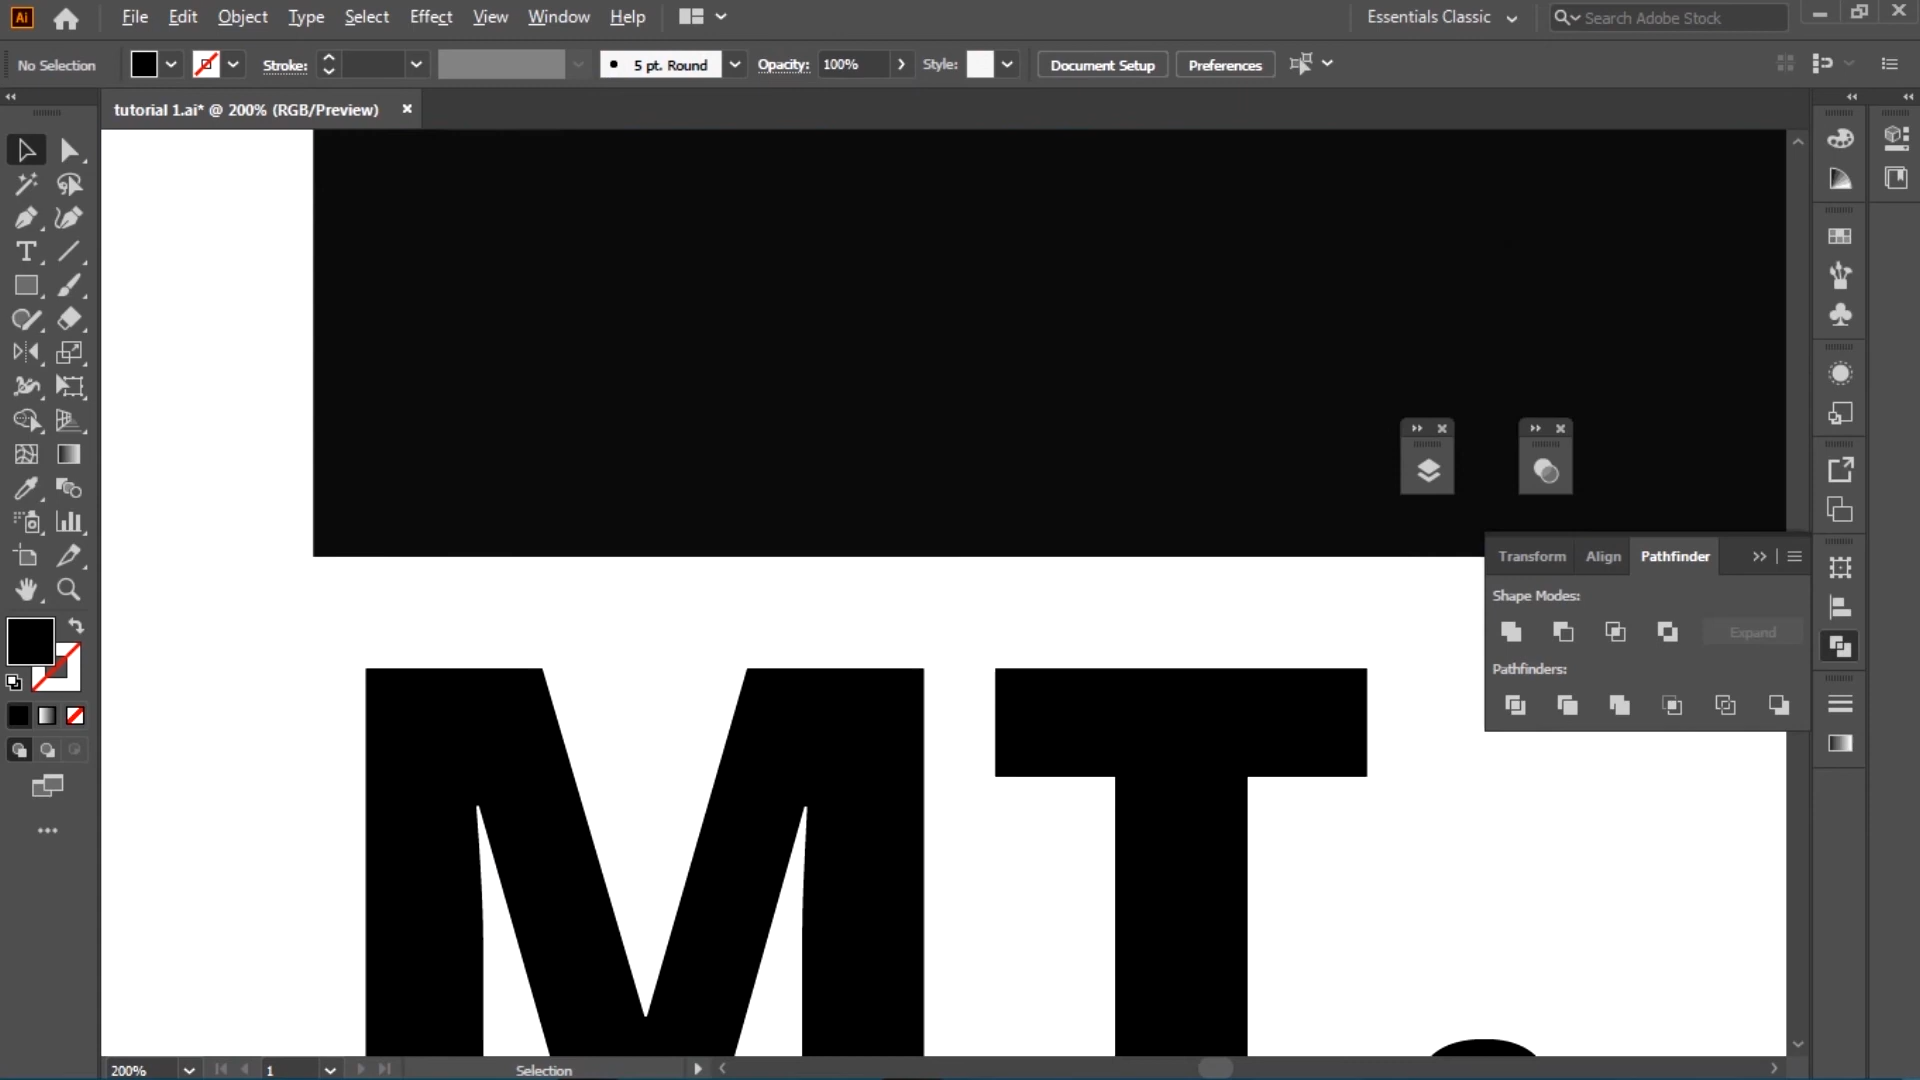 Ai File Edit Object Type Select Effect View Window Help Essentials Classic Search Adobe Stock
No Selection Stroke: 5 pt. Round Opacity: 100% Style: Document Setup Preferences
tutorial 1.ai* @ 200% (RGB/Preview)
Transform Align Pathfinder
Shape Modes:
Expand
Pathfinders:
MT
200% 1 Selection